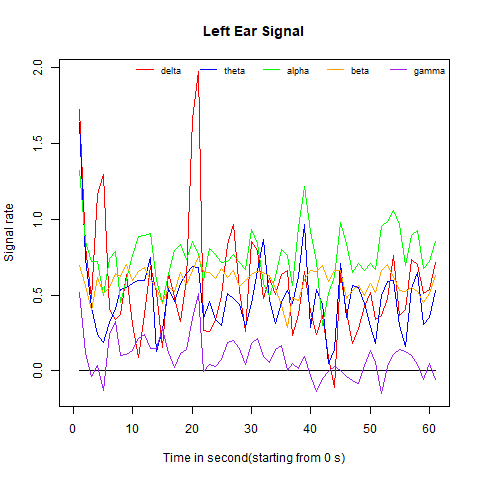 Left Ear Signal
delta theta alpha beta gamma
Signal rate
2.0
1.5
1.0
0.5
0.0
0 10 20 30 40 50 60
Time in second(starting from 0 s)